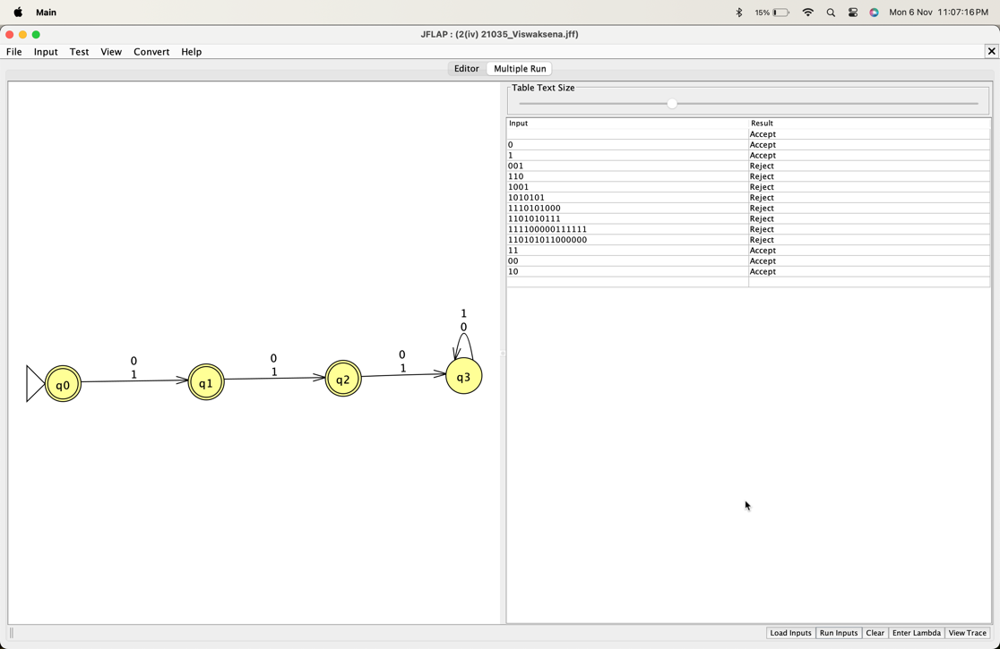 Main 15% Mon 6 Nov 11:07:16 PM
JFLAP : (2(iv) 21035_Viswaksena.jff)
File Input Test View Convert Help
Editor Multiple Run
Table Text Size
Input Result
Accept
0 Accept
1 Accept
001 Reject
110 Reject
1001 Reject
1010101 Reject
1110101000 Reject
1101010111 Reject
111100000111111 Reject
110101011000000 Reject
11 Accept
00 Accept
10 Accept
1
0
0 0 0
1 1 1
q0 q1 q2 q3
Load Inputs Run Inputs Clear Enter Lambda View Trace